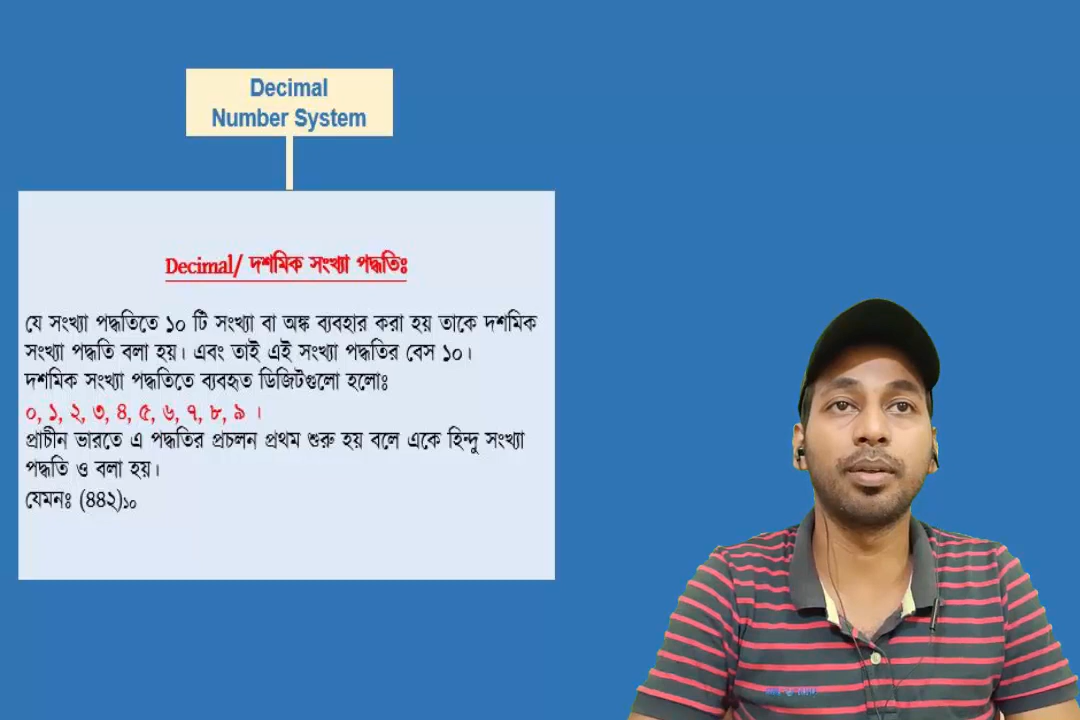 Decimal
Number System
Decimal/ দশমিক সংখ্যা পদ্ধতিঃ
যে সংখ্যা পদ্ধতিতে ১০ টি সংখ্যা বা অঙ্ক ব্যবহার করা হয় তাকে দশমিক
সংখ্যা পদ্ধতি বলা হয়। এবং তাই এই সংখ্যা পদ্ধতির বেস ১০।
দশমিক সংখ্যা পদ্ধতিতে ব্যবহৃত ডিজিটগুলো হলোঃ
০, ১, ২, ৩, ৪, ৫, ৬, ৭, ৮, ৯ ।
প্রাচীন ভারতে এ পদ্ধতির প্রচলন প্রথম শুরু হয় বলে একে হিন্দু সংখ্যা
পদ্ধতি ও বলা হয়।
যেমনঃ (৪৪২)১০